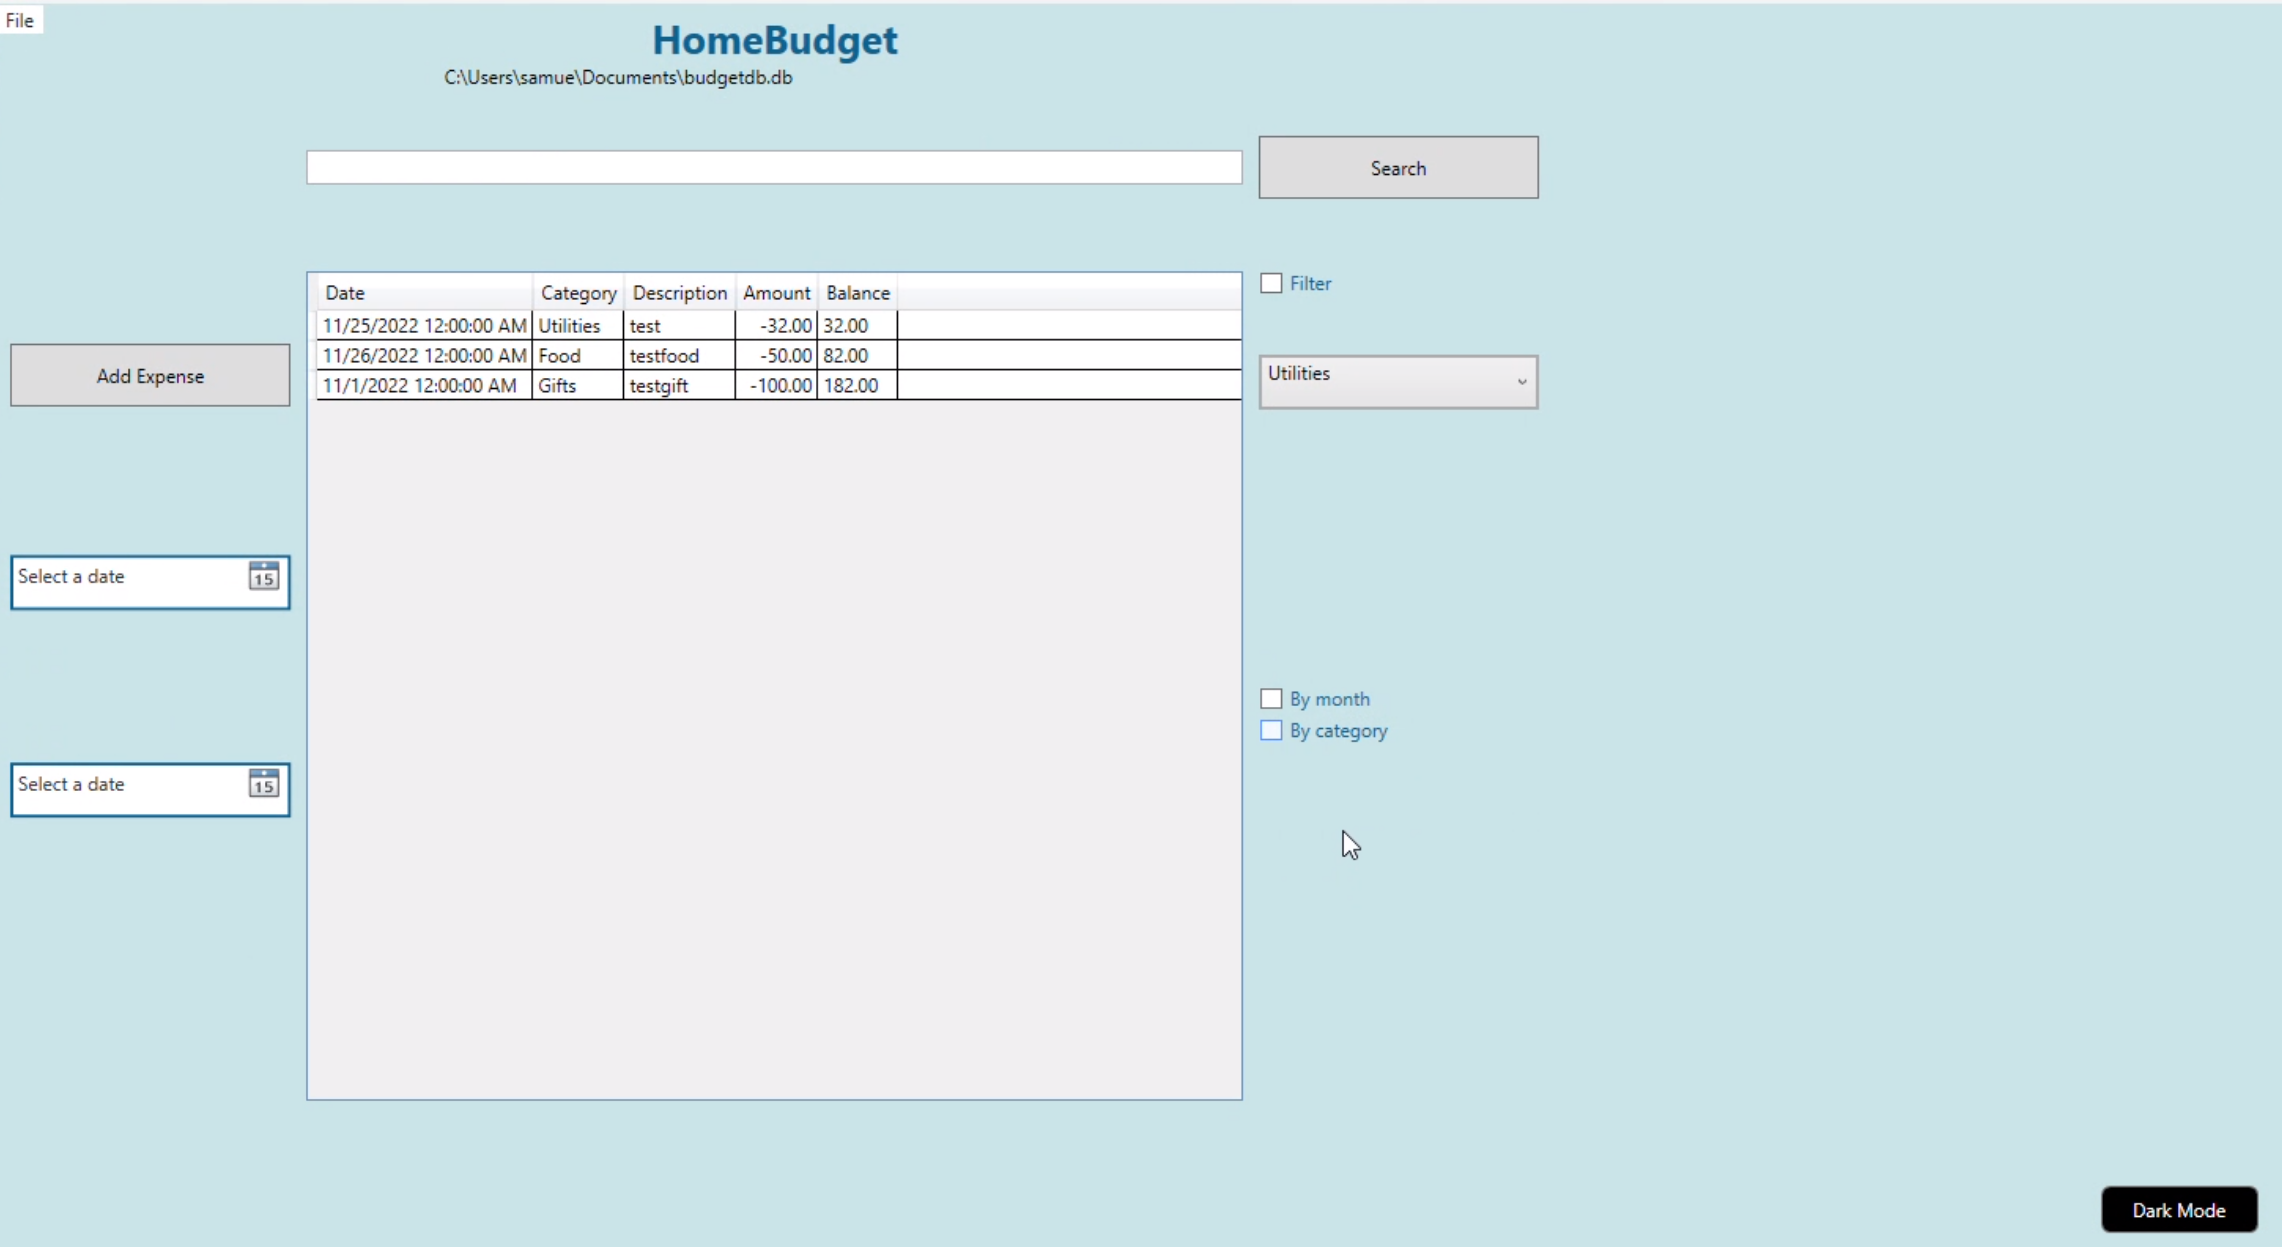 File
HomeBudget
C:\Users\samue\Documents\budgetdb.db
Search
Date Category Description Amount Balance
11/25/2022 12:00:00 AM Utilities test -32.00 32.00
11/26/2022 12:00:00 AM Food testfood -50.00 82.00
11/1/2022 12:00:00 AM Gifts testgift -100.00 182.00
Filter
Utilities
Add Expense
Select a date 15
By month
By category
Select a date 15
Dark Mode